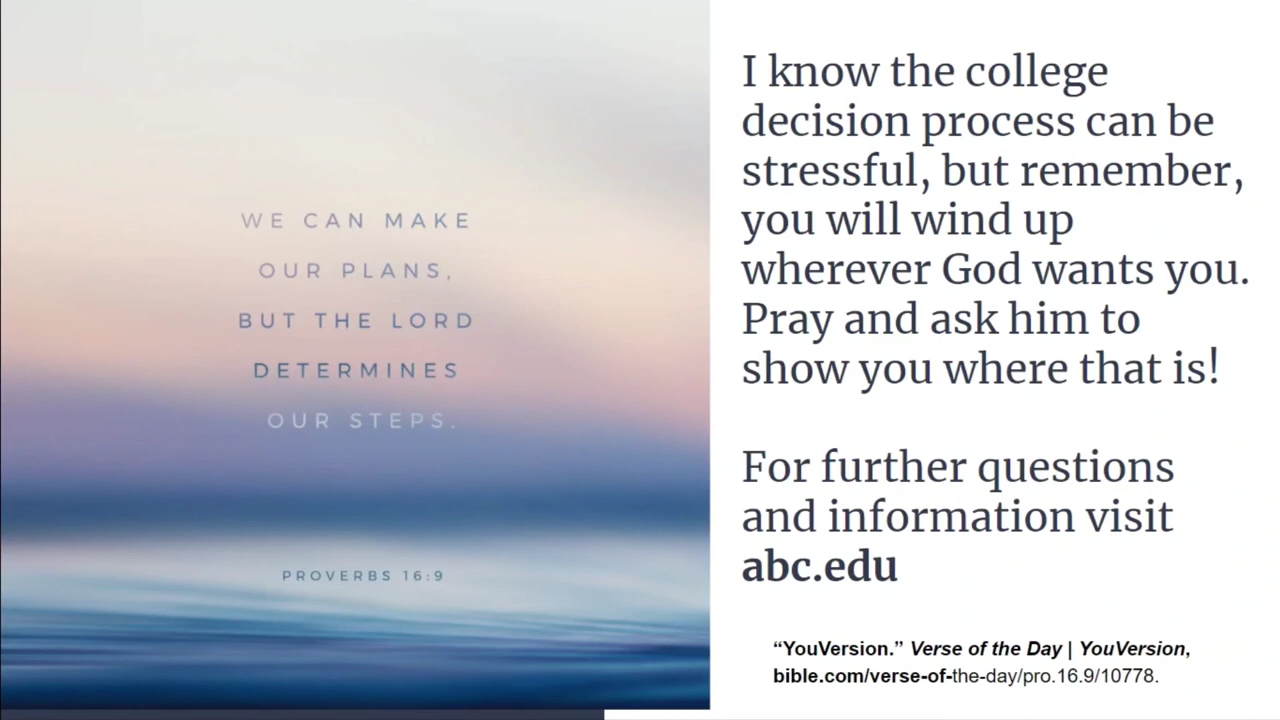 WE CAN MAKE
OUR PLANS,
BUT THE LORD
DETERMINES
OUR STEPS.
PROVERBS 16:9
I know the college
decision process can be
stressful, but remember,
you will wind up
wherever God wants you.
Pray and ask him to
show you where that is!
For further questions
and information visit
abc.edu
“YouVersion.” Verse of the Day | YouVersion,
bible.com/verse-of-the-day/pro.16.9/10778.